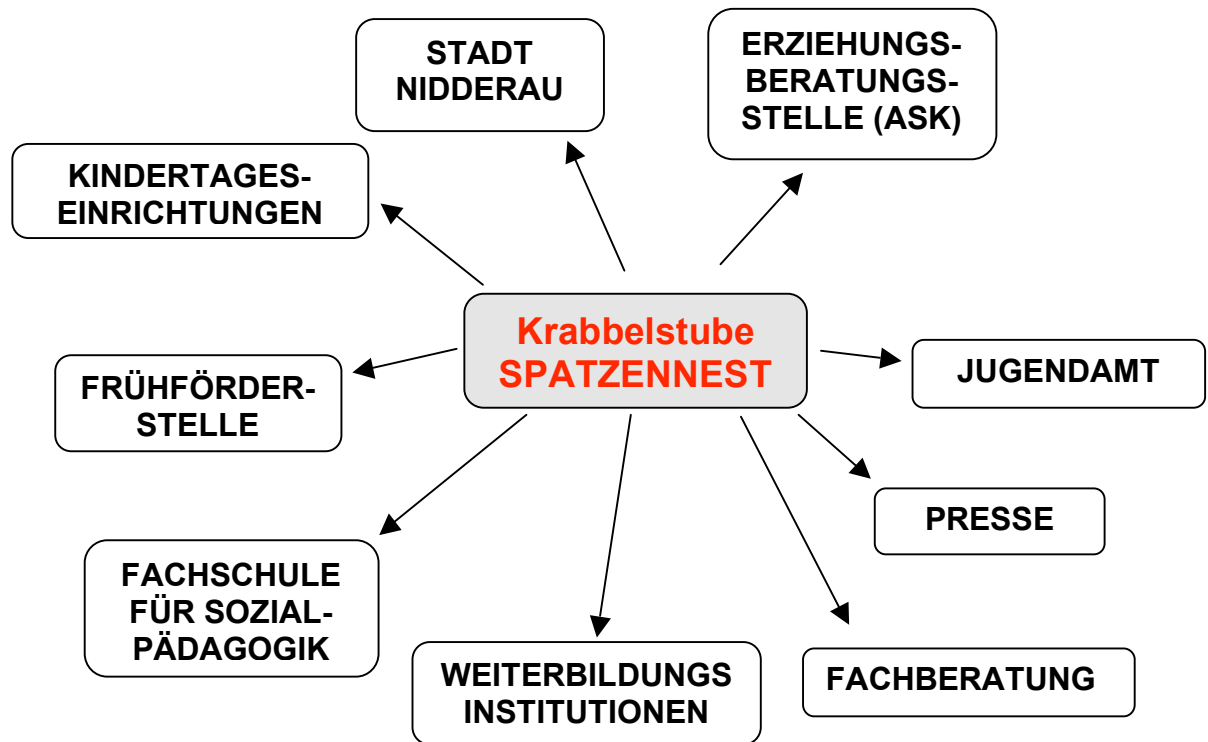 STADT
NIDDERAU
ERZIEHUNGS-
BERATUNGS-
STELLE (ASK)
KINDERTAGES-
EINRICHTUNGEN
Krabbelstube
SPATZENNEST
JUGENDAMT
FRÜHFÖRDER-
STELLE
PRESSE
FACHSCHULE
FÜR SOZIAL-
PÄDAGOGIK
WEITERBILDUNGS
INSTITUTIONEN
FACHBERATUNG